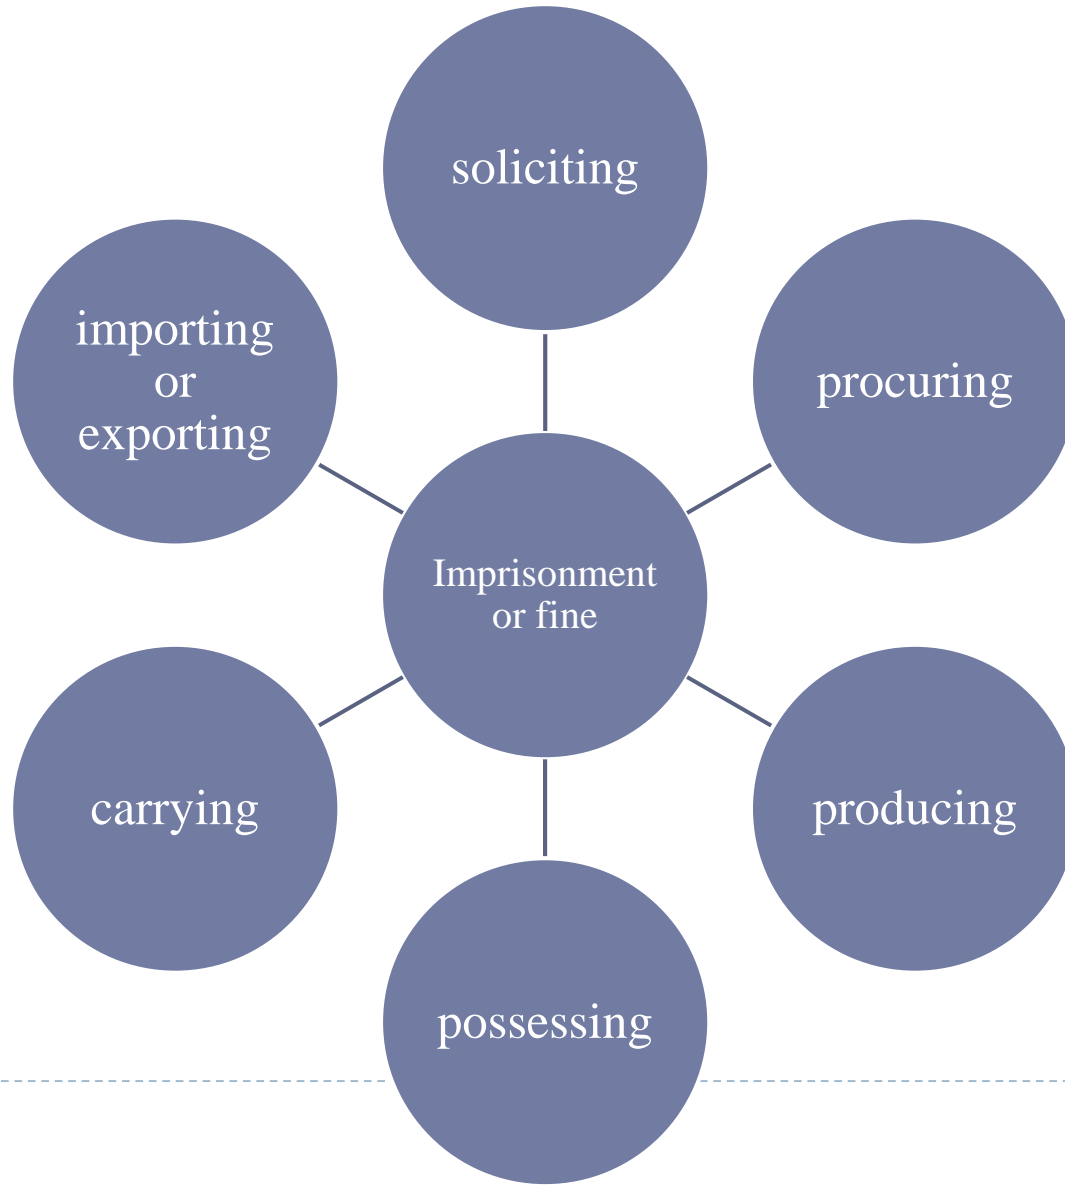 soliciting
importing
or
exporting
procuring
Imprisonment
or fine
carrying
producing
possessing